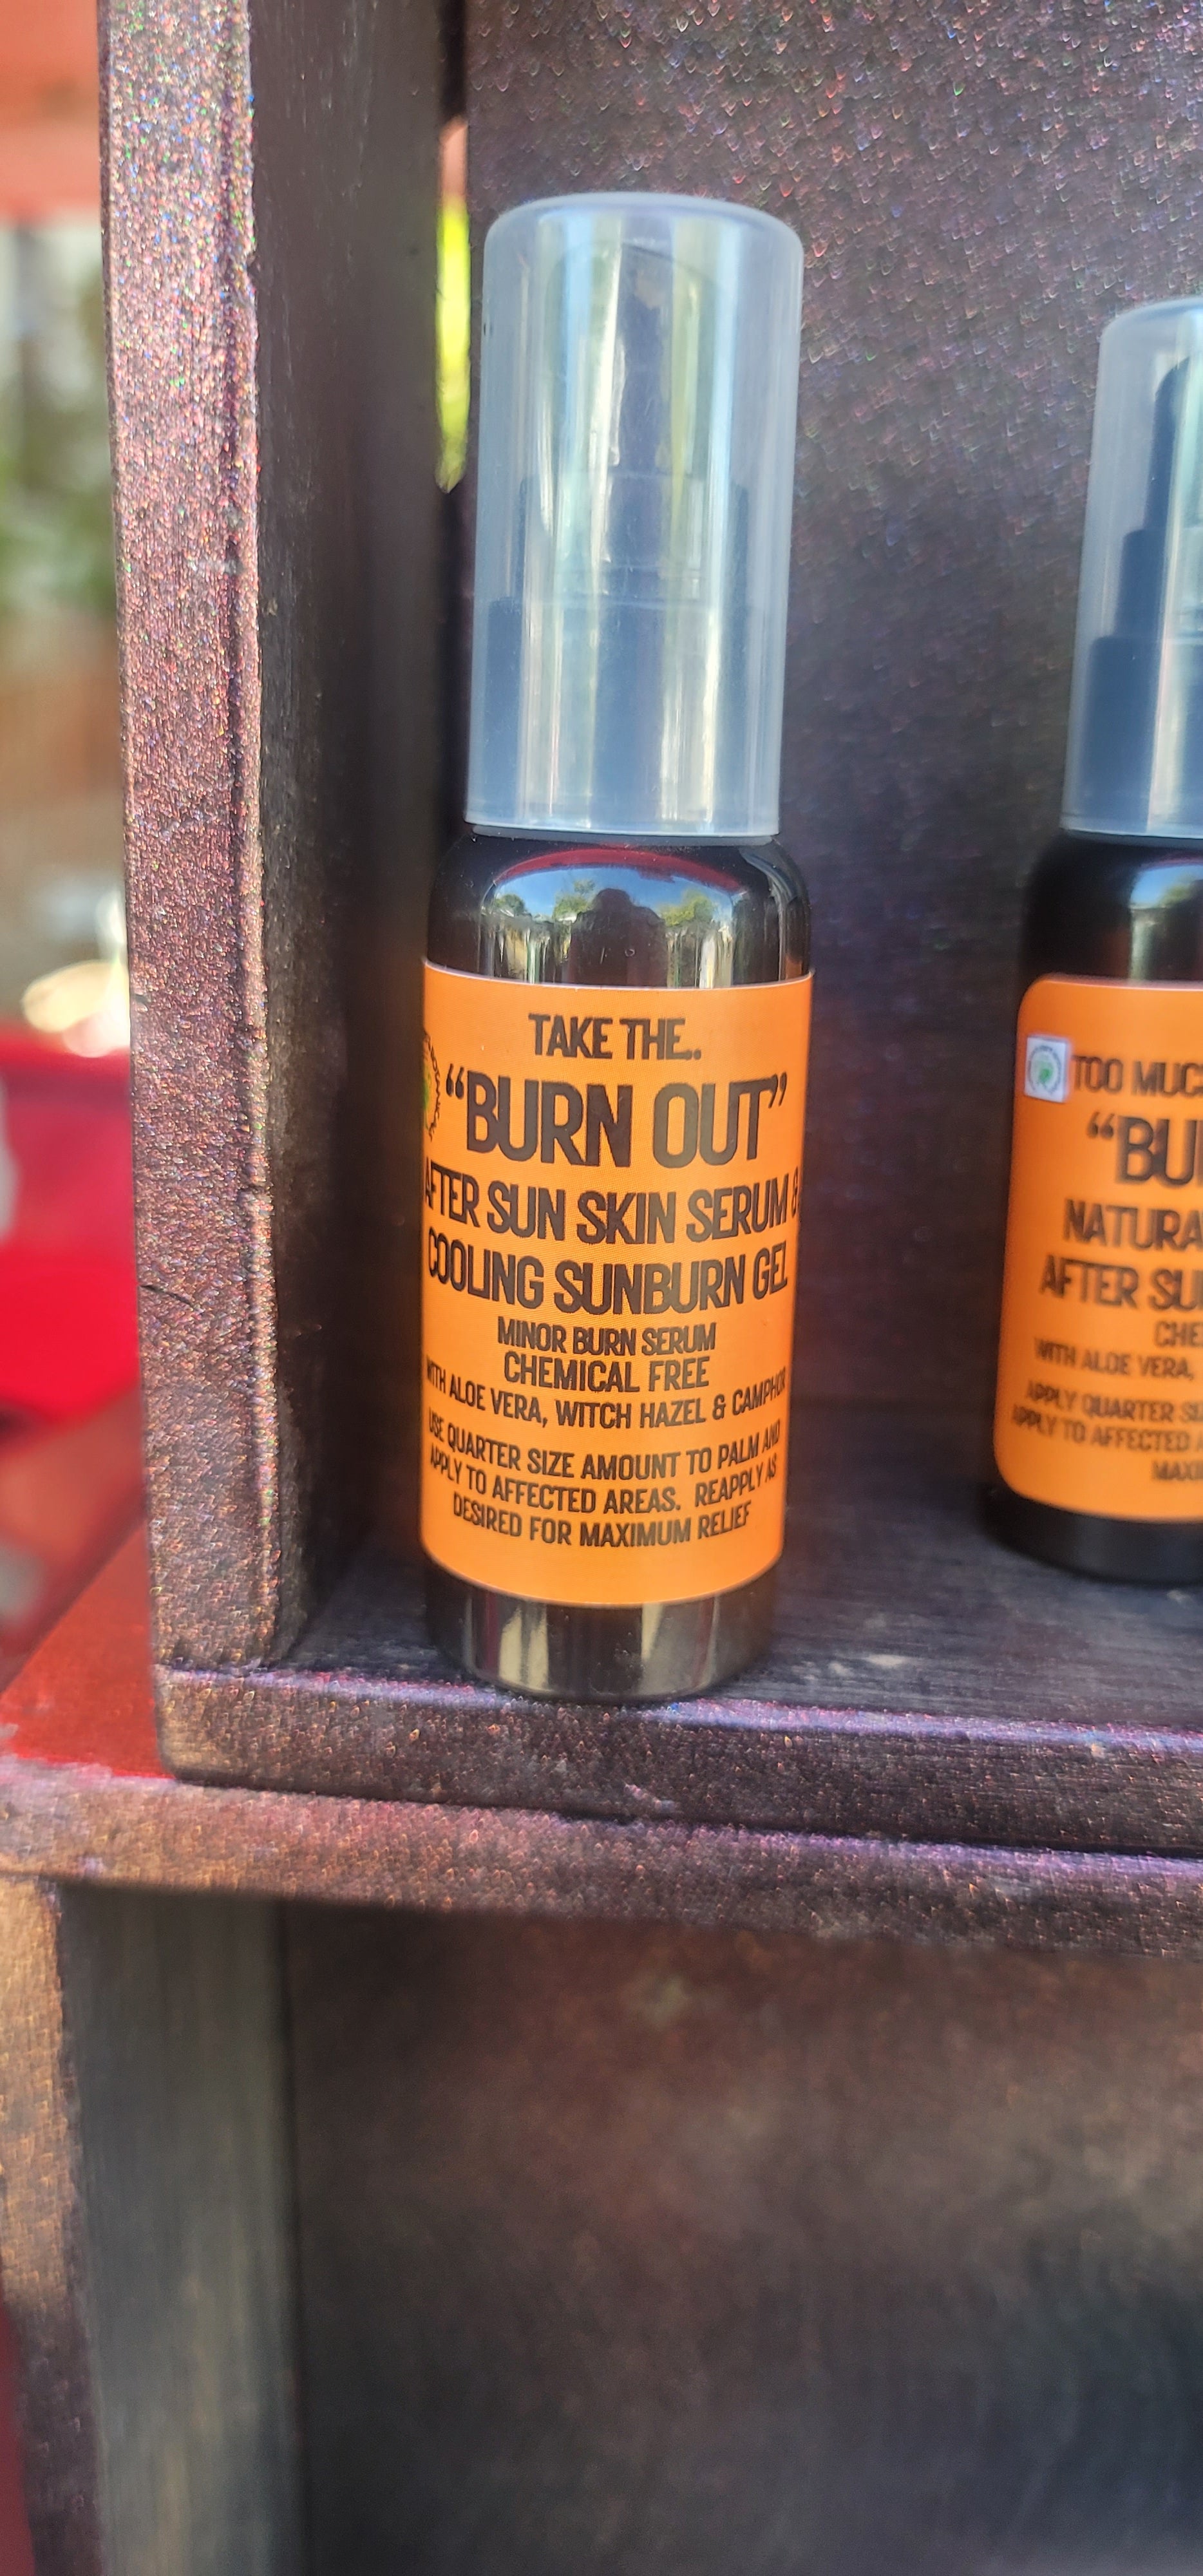 TAKE THE..
"BURN OUT"
AFTER SUN SKIN SERUM &
COOLING SUNBURN GEL
MINOR BURN SERUM
CHEMICAL FREE
WITH ALOE VERA, WITCH HAZEL & CAMPHOR
USE QUARTER SIZE AMOUNT TO PALM AND
APPLY TO AFFECTED AREAS. REAPPLY AS
DESIRED FOR MAXIMUM RELIEF
TOO MUC
"BU
NATURA
AFTER SU
CHE
WITH ALOE VERA,
APPLY QUARTER S
APPLY TO AFFECTED
MAXI